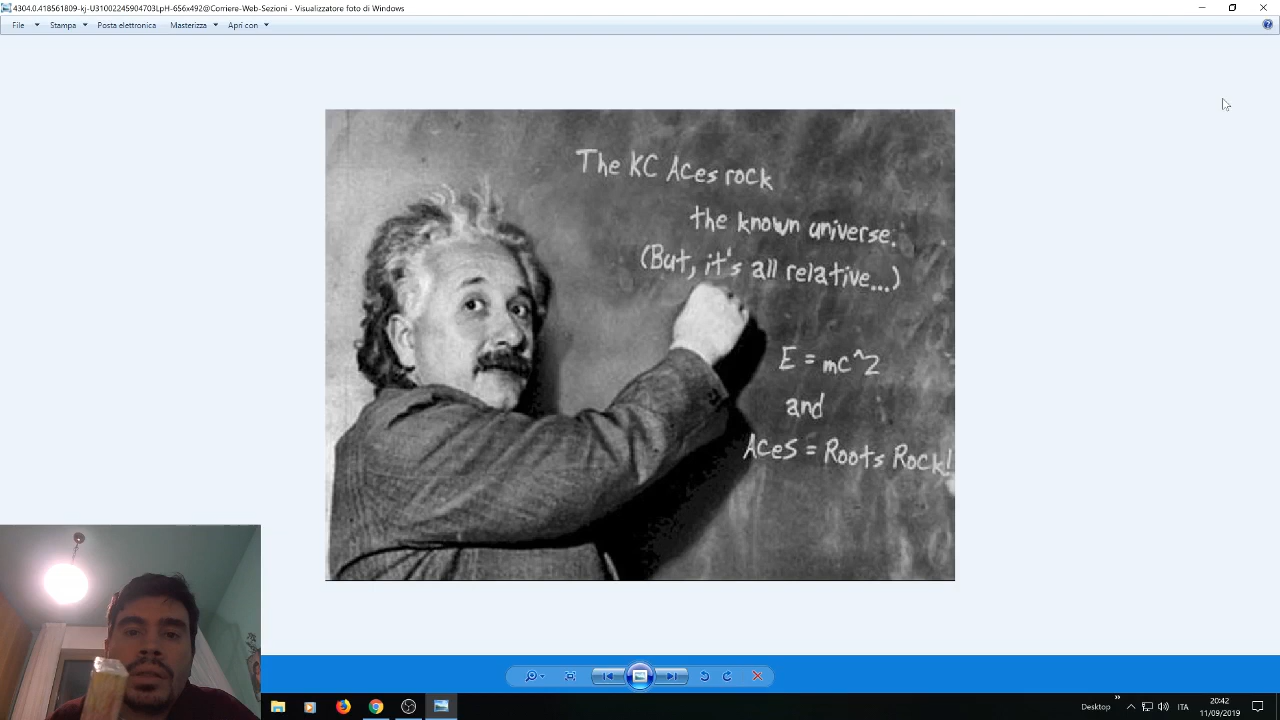 4304.0.418561809-kj-U31002245904703LpH-656x492@Corriere-Web-Sezioni - Visualizzatore foto di Windows
File Stampa Posta elettronica Masterizza Apri con
The KC Aces rock
the known universe.
(But, it's all relative...)
E = mc^2
and
Aces = Roots Rock!
Desktop » ITA 20:42
11/09/2019